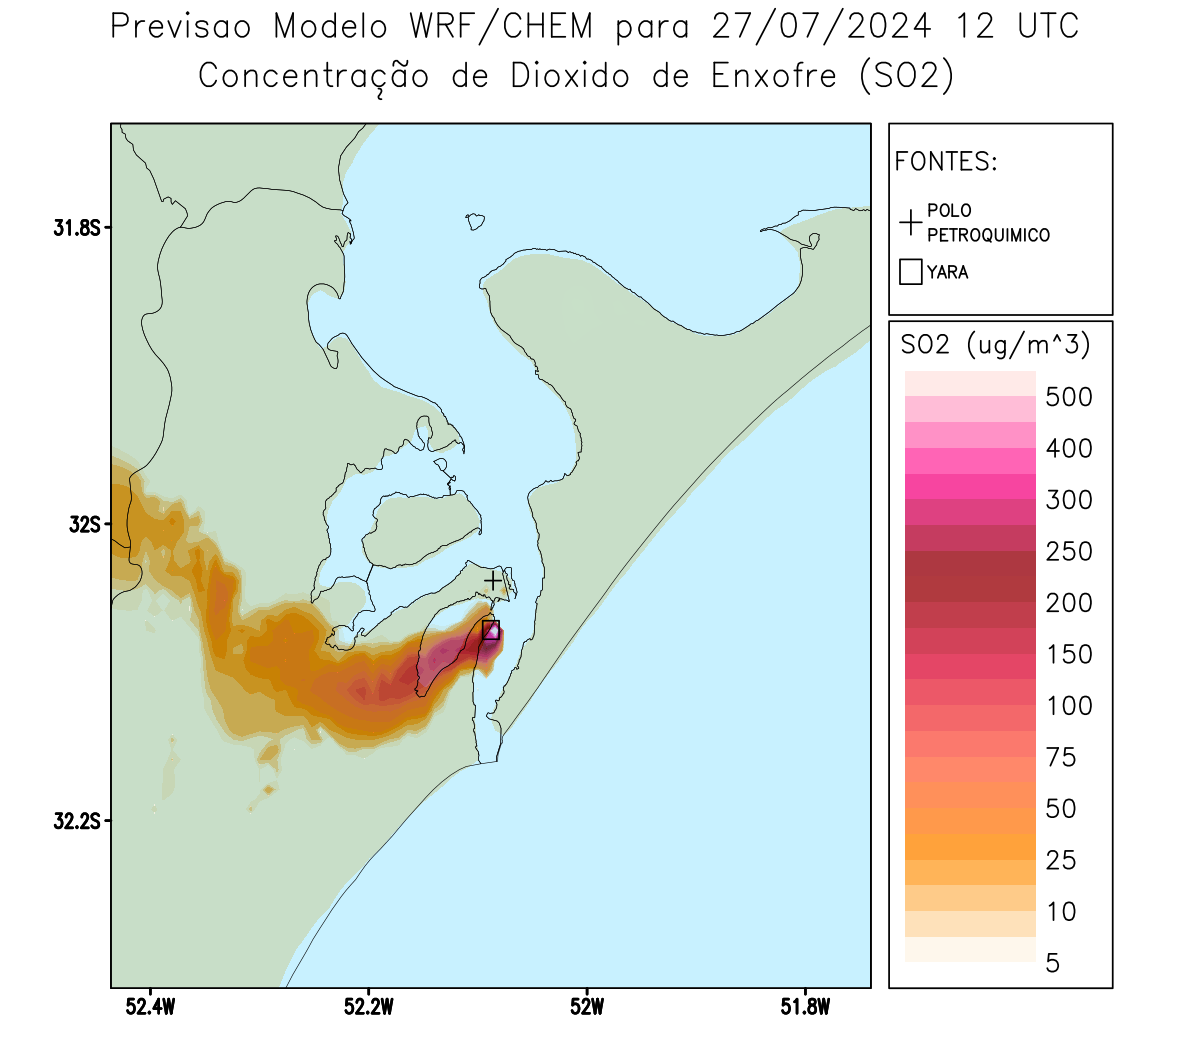 Previsao Modelo WRF/CHEM para 27/07/2024 12 UTC
Concentração de Dioxido de Enxofre (SO2)
FONTES:
POLO
PETROQUIMICO
YARA
SO2 (ug/m^3)
500
400
300
250
200
150
100
75
50
25
10
5
31.8S
32S
32.2S
52.4W
52.2W
52W
51.8W